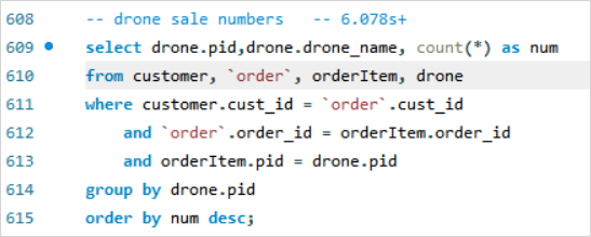 608 -- drone sale numbers -- 6.078s+
609 select drone.pid,drone.drone_name, count(*) as num
610 from customer, `order`, orderItem, drone
611 where customer.cust_id = `order`.cust_id
612 and `order`.order_id = orderItem.order_id
613 and orderItem.pid = drone.pid
614 group by drone.pid
615 order by num desc;